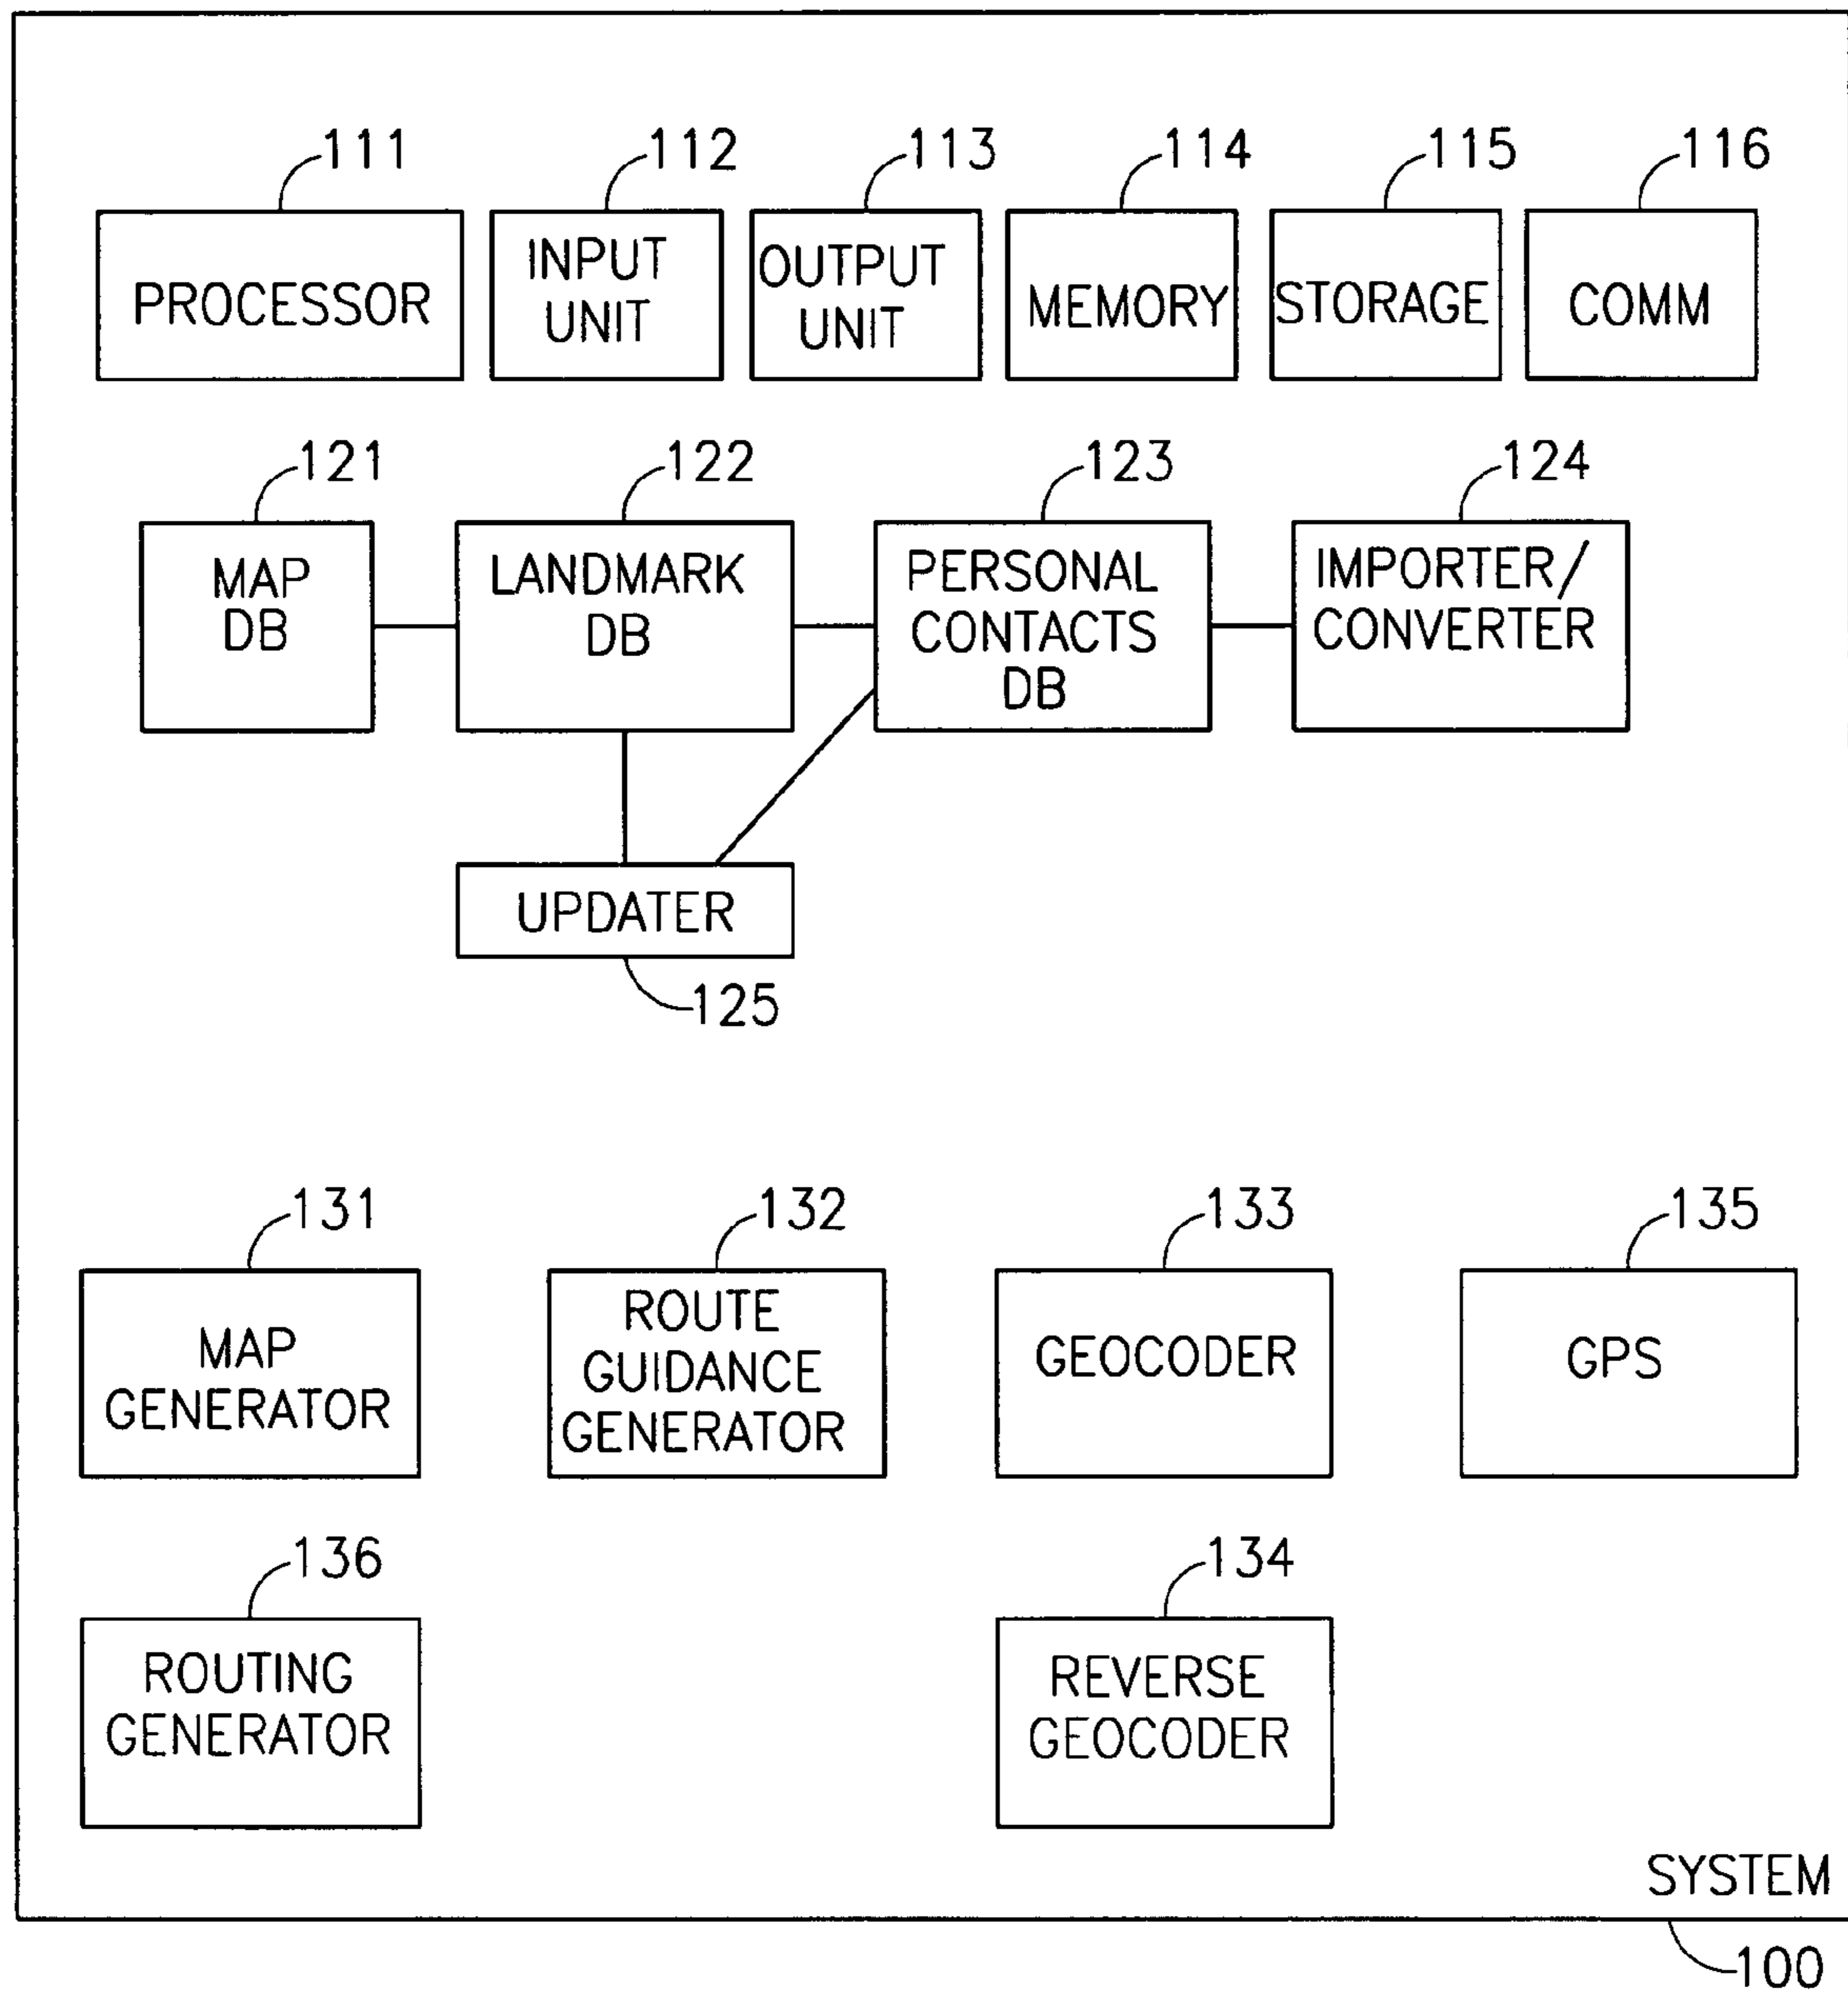 111
112
113
114
115
116
PROCESSOR
INPUT
UNIT
OUTPUT
UNIT
MEMORY
STORAGE
COMM
121
122
123
124
MAP
DB
LANDMARK
DB
PERSONAL
CONTACTS
DB
IMPORTER/
CONVERTER
UPDATER
125
131
132
133
135
MAP
GENERATOR
ROUTE
GUIDANCE
GENERATOR
GEOCODER
GPS
136
134
ROUTING
GENERATOR
REVERSE
GEOCODER
SYSTEM
100